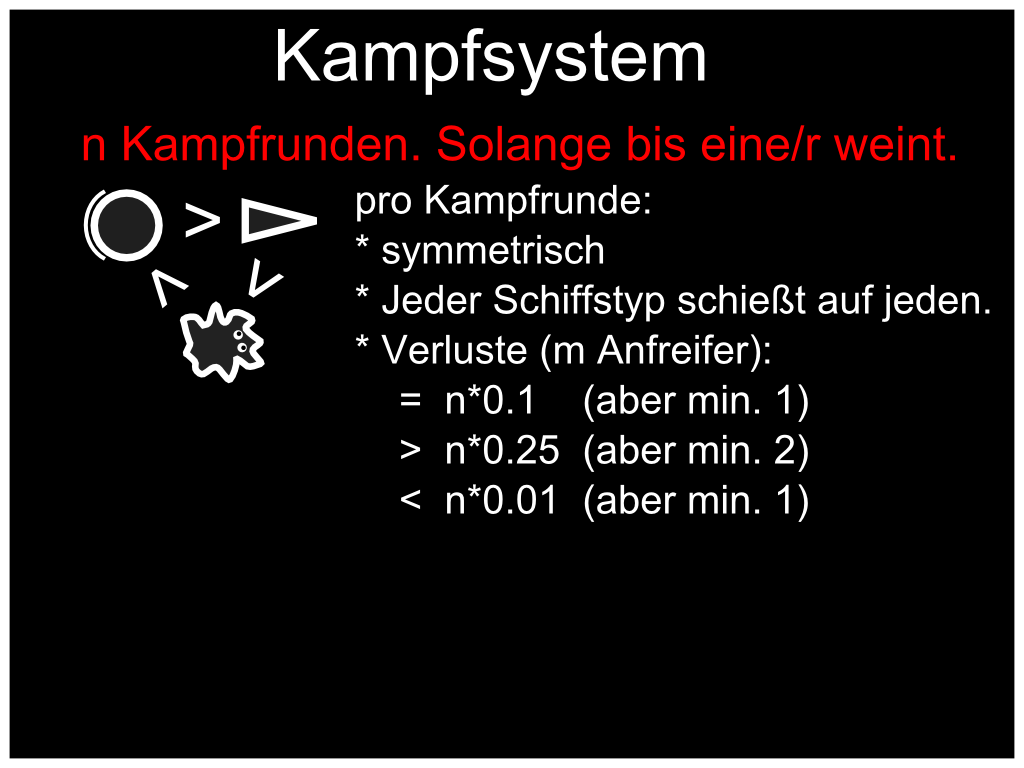 Kampfsystem
n Kampfrunden. Solange bis eine/r weint.
pro Kampfrunde:
* symmetrisch
* Jeder Schiffstyp schießt auf jeden.
* Verluste (m Anfreifer):
= n*0.1 (aber min. 1)
> n*0.25 (aber min. 2)
< n*0.01 (aber min. 1)
>
<
<